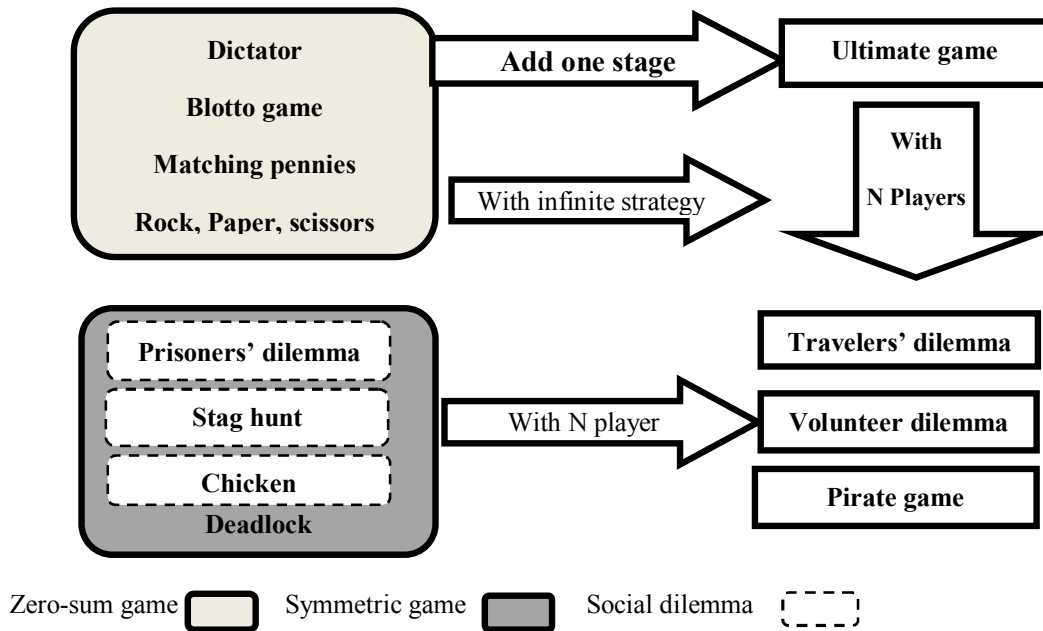 Dictator
Blotto game
Matching pennies
Rock, Paper, scissors
Add one stage
Ultimate game
With infinite strategy
With
N Players
Prisoners’ dilemma
Stag hunt
Chicken
Deadlock
With N player
Travelers’ dilemma
Volunteer dilemma
Pirate game
Zero-sum game
Symmetric game
Social dilemma